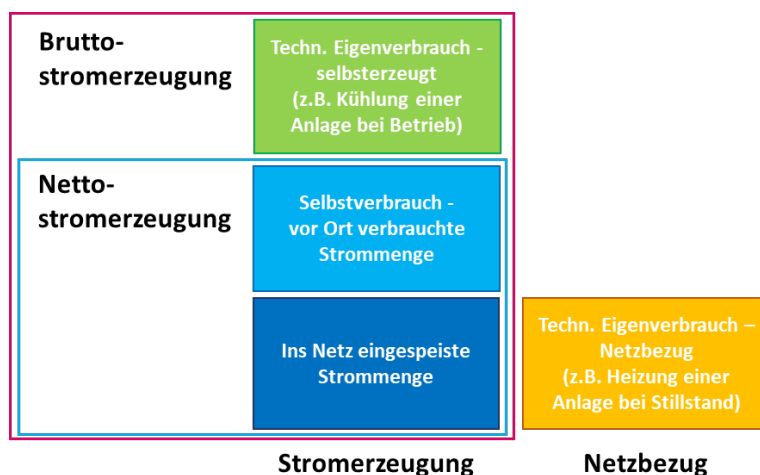 Brutto-
stromerzeugung
Techn. Eigenverbrauch -
selbsterzeugt
(z.B. Kühlung einer
Anlage bei Betrieb)
Netto-
stromerzeugung
Selbstverbrauch -
vor Ort verbrauchte
Strommenge
Ins Netz eingespeiste
Strommenge
Techn. Eigenverbrauch –
Netzbezug
(z.B. Heizung einer
Anlage bei Stillstand)
Stromerzeugung
Netzbezug